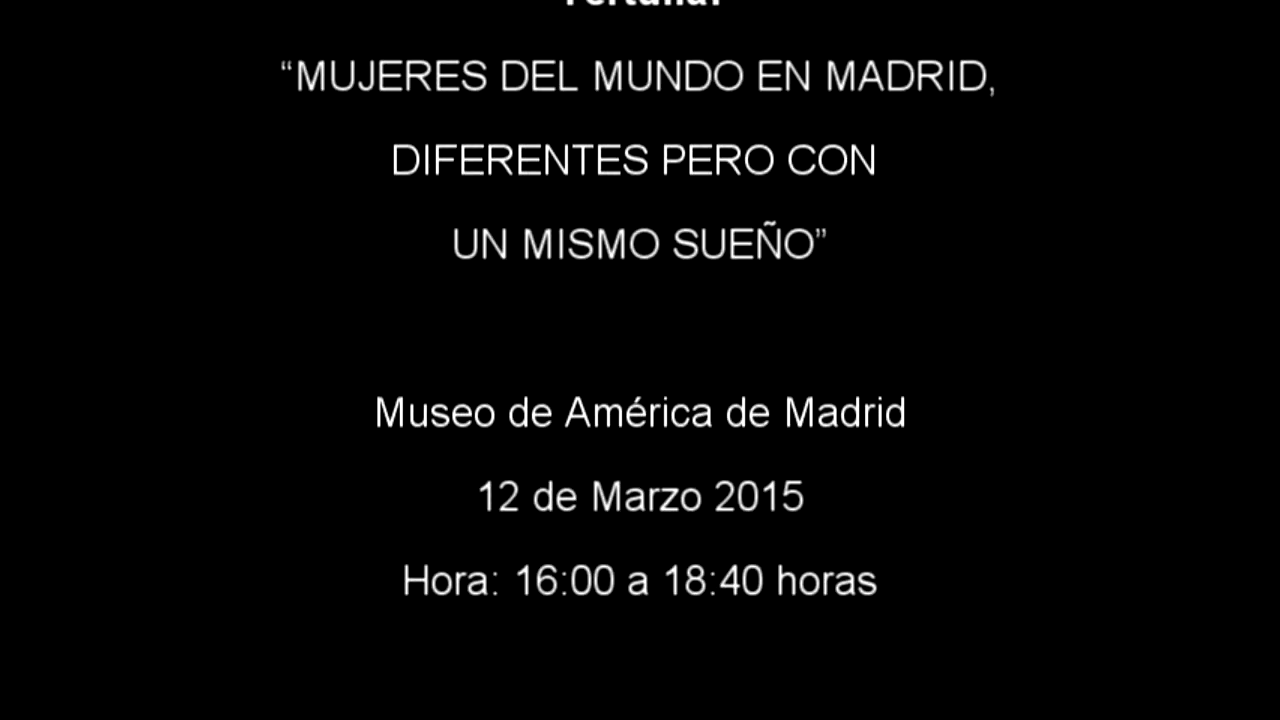 Tertulia:
“MUJERES DEL MUNDO EN MADRID,
DIFERENTES PERO CON
UN MISMO SUEÑO”
Museo de América de Madrid
12 de Marzo 2015
Hora: 16:00 a 18:40 horas